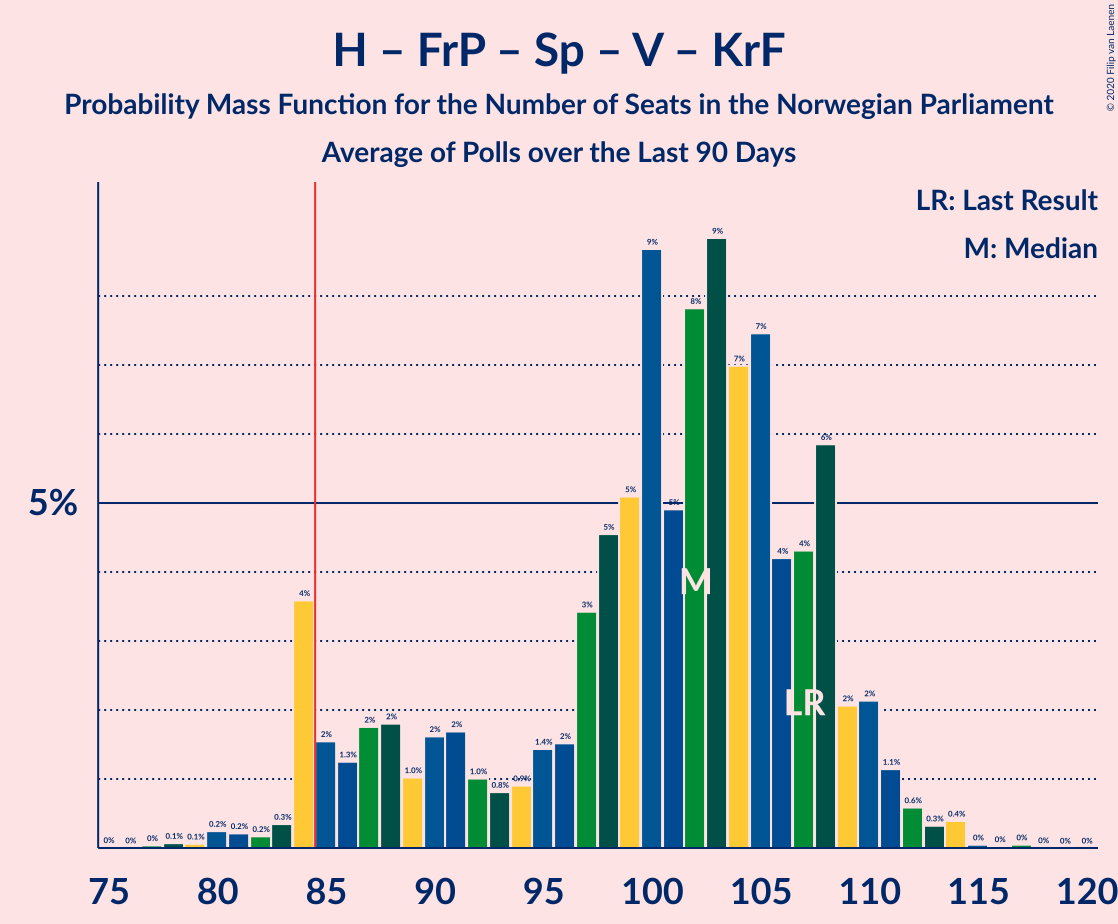 H – FrP – Sp – V – KrF
Probability Mass Function for the Number of Seats in the Norwegian Parliament
Average of Polls over the Last 90 Days
© 2020 Filip van Laenen
LR: Last Result
M: Median
5%
0% 0% 0% 0.1% 0.1% 0.2% 0.2% 0.2% 0.3% 4% 2% 1.3% 2% 2% 1.0% 2% 2% 1.0% 0.8% 0.9% 1.4% 2% 3% 5% 5% 9% 5% 8% 9% 7% 7% 4% 4% 6% 2% 2% 1.1% 0.6% 0.3% 0.4% 0% 0% 0% 0% 0% 0%
M
LR
75 80 85 90 95 100 105 110 115 120